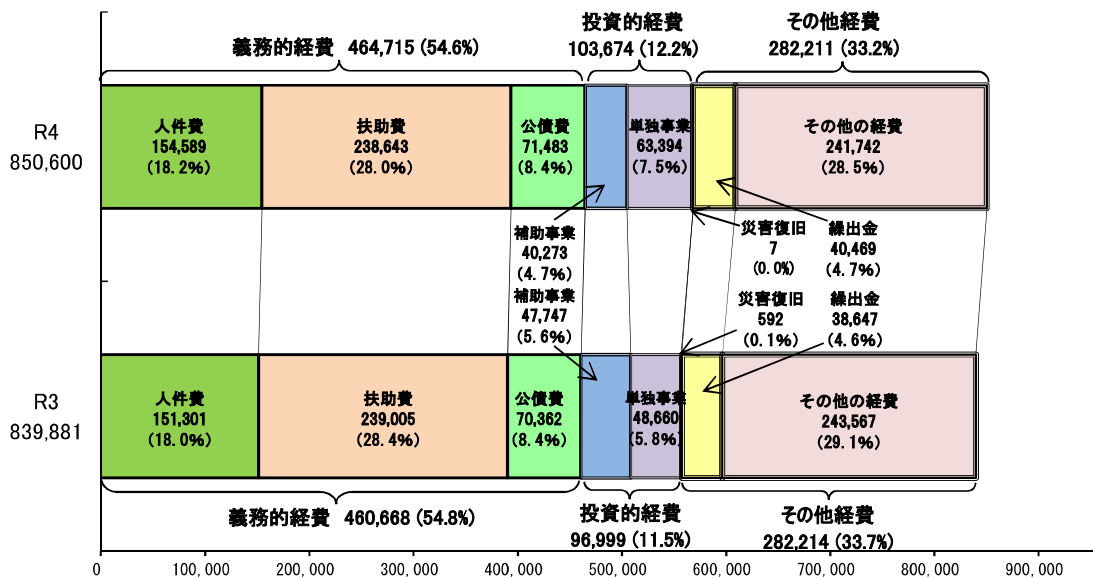 投資的経費
103,674 (12.2%)
その他経費
282,211 (33.2%)
義務的経費 464,715 (54.6%)
R4
850,600
人件費
154,589
(18.2%)
扶助費
238,643
(28.0%)
公債費
71,483
(8.4%)
単独事業
63,394
(7.5%)
その他の経費
241,742
(28.5%)
補助事業
40,273
(4.7%)
災害復旧
7
(0.0%)
繰出金
40,469
(4.7%)
補助事業
47,747
(5.6%)
災害復旧
592
(0.1%)
繰出金
38,647
(4.6%)
R3
839,881
人件費
151,301
(18.0%)
扶助費
239,005
(28.4%)
公債費
70,362
(8.4%)
単独事業
48,660
(5.8%)
その他の経費
243,567
(29.1%)
義務的経費 460,668 (54.8%)
投資的経費
96,999 (11.5%)
その他経費
282,214 (33.7%)
0 100,000 200,000 300,000 400,000 500,000 600,000 700,000 800,000 900,000